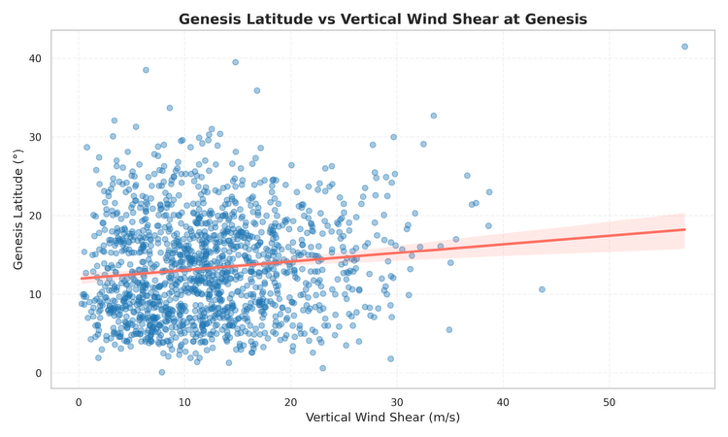 Genesis Latitude vs Vertical Wind Shear at Genesis
Genesis Latitude (°)
40
30
20
10
0
0 10 20 30 40 50
Vertical Wind Shear (m/s)